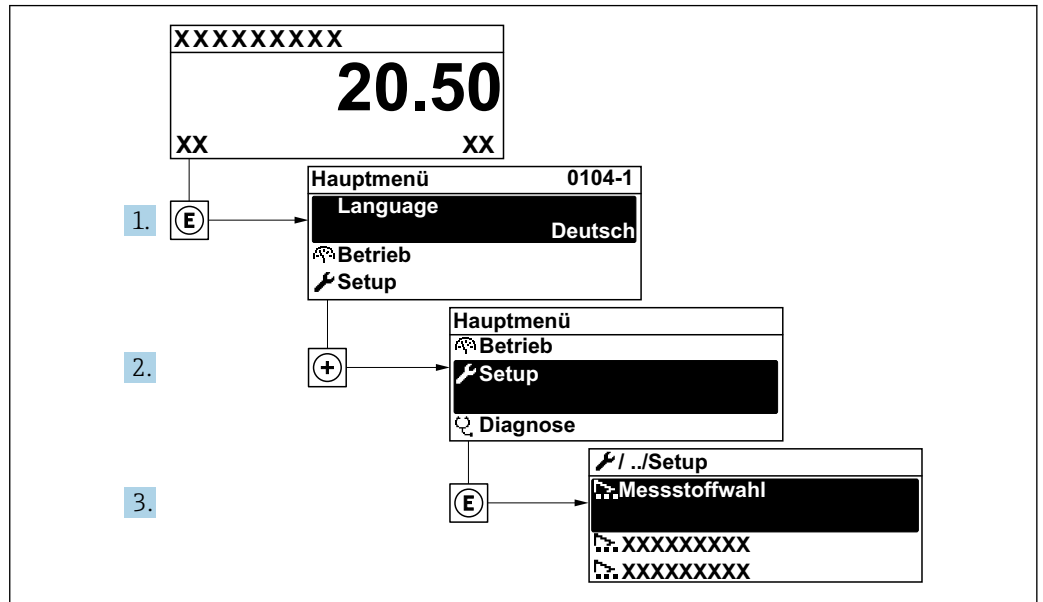 XXXXXXXXX
20.50
XX XX
Hauptmenü 0104-1
1. E Language
Deutsch
Betrieb
Setup
Hauptmenü
Betrieb
2. + Setup
Diagnose
/ ../Setup
3. E Messstoffwahl
XXXXXXXXX
XXXXXXXXX